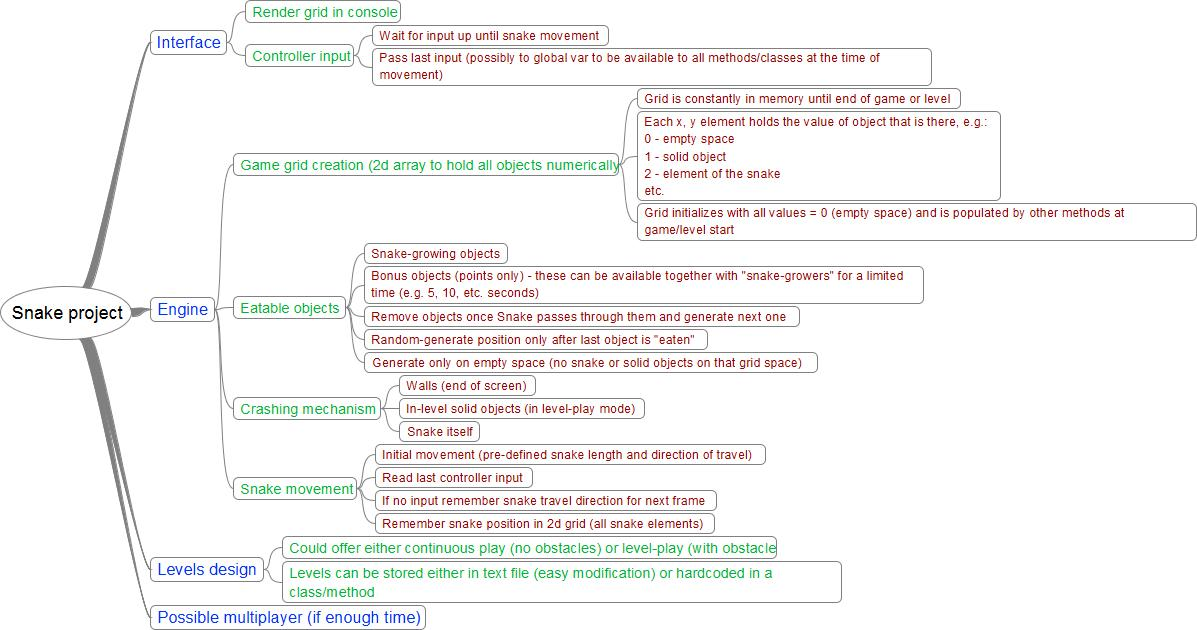 Snake project
Interface
Render grid in console
Controller input
Wait for input up until snake movement
Pass last input (possibly to global var to be available to all methods/classes at the time of
movement)
Engine
Game grid creation (2d array to hold all objects numerically
Grid is constantly in memory until end of game or level
Each x, y element holds the value of object that is there, e.g.:
0 - empty space
1 - solid object
2 - element of the snake
etc.
Grid initializes with all values = 0 (empty space) and is populated by other methods at
game/level start
Eatable objects
Snake-growing objects
Bonus objects (points only) - these can be available together with "snake-growers" for a limited
time (e.g. 5, 10, etc. seconds)
Remove objects once Snake passes through them and generate next one
Random-generate position only after last object is "eaten"
Generate only on empty space (no snake or solid objects on that grid space)
Crashing mechanism
Walls (end of screen)
In-level solid objects (in level-play mode)
Snake itself
Snake movement
Initial movement (pre-defined snake length and direction of travel)
Read last controller input
If no input remember snake travel direction for next frame
Remember snake position in 2d grid (all snake elements)
Levels design
Could offer either continuous play (no obstacles) or level-play (with obstacle
Levels can be stored either in text file (easy modification) or hardcoded in a
class/method
Possible multiplayer (if enough time)